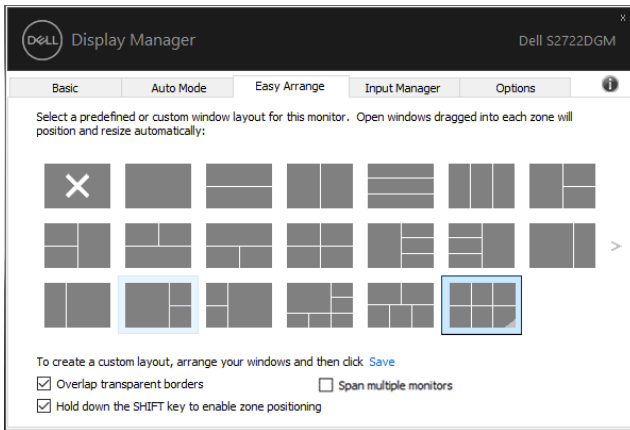 x
DELL Display Manager Dell S2722DGM
Basic Auto Mode Easy Arrange Input Manager Options
Select a predefined or custom window layout for this monitor. Open windows dragged into each zone will
position and resize automatically:
To create a custom layout, arrange your windows and then click Save
Overlap transparent borders Span multiple monitors
Hold down the SHIFT key to enable zone positioning